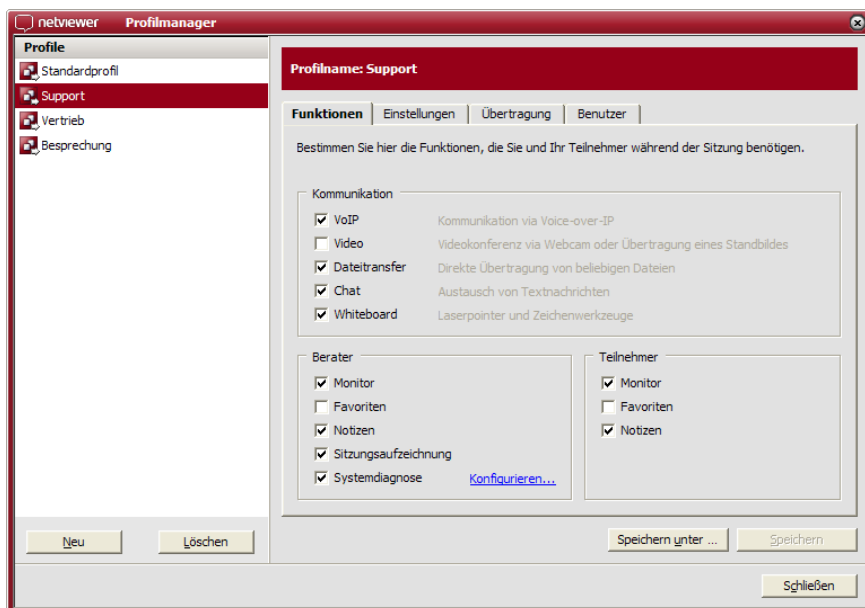 netviewer Profilmanager
Profile
Standardprofil
Support
Vertrieb
Besprechung
Neu
Löschen
Profilname: Support
Funktionen Einstellungen Übertragung Benutzer
Bestimmen Sie hier die Funktionen, die Sie und Ihr Teilnehmer während der Sitzung benötigen.
Kommunikation
VoIP Kommunikation via Voice-over-IP
Video Videokonferenz via Webcam oder Übertragung eines Standbildes
Dateitransfer Direkte Übertragung von beliebigen Dateien
Chat Austausch von Textnachrichten
Whiteboard Laserpointer und Zeichenwerkzeuge
Berater
Monitor
Favoriten
Notizen
Sitzungsaufzeichnung
Systemdiagnose Konfigurieren...
Teilnehmer
Monitor
Favoriten
Notizen
Speichern unter ... Speichern
Schließen